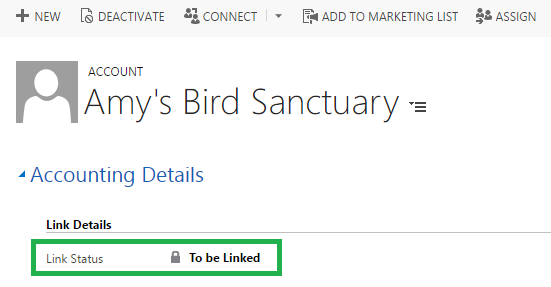 + NEW DEACTIVATE CONNECT ADD TO MARKETING LIST ASSIGN
ACCOUNT
Amy's Bird Sanctuary
Accounting Details
Link Details
Link Status To be Linked